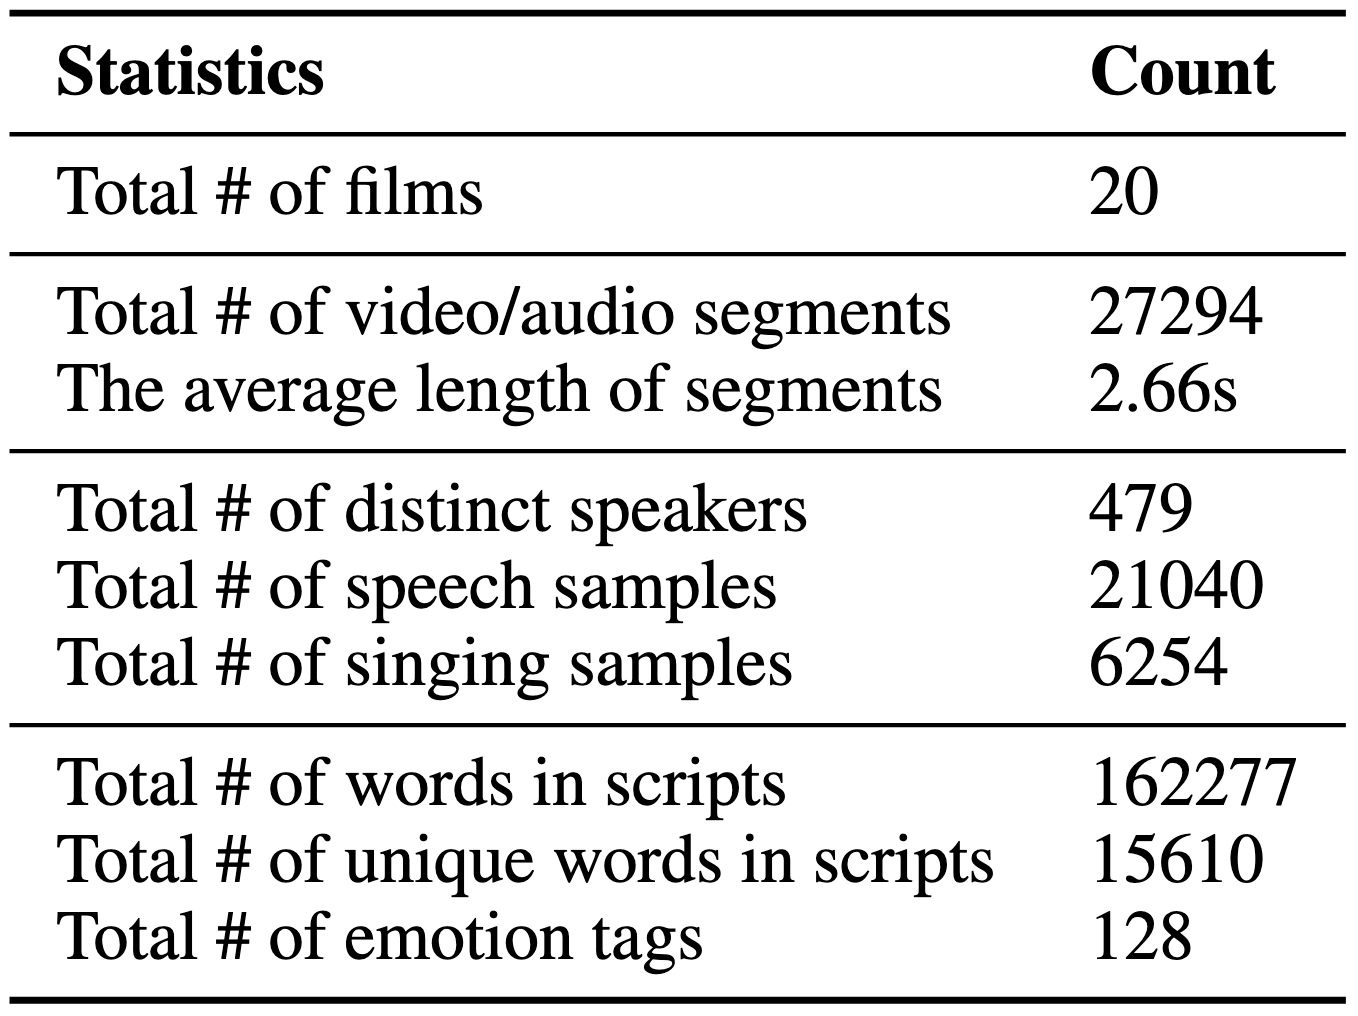 Statistics Count
Total # of films 20
Total # of video/audio segments 27294
The average length of segments 2.66s
Total # of distinct speakers 479
Total # of speech samples 21040
Total # of singing samples 6254
Total # of words in scripts 162277
Total # of unique words in scripts 15610
Total # of emotion tags 128